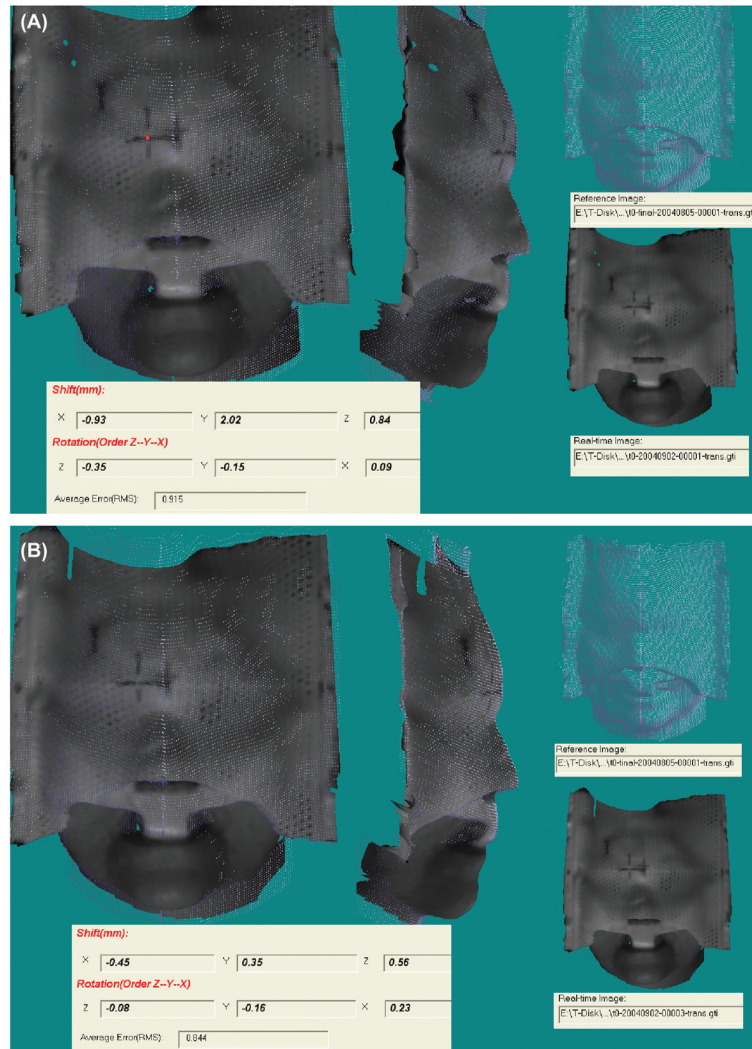 (A)
Reference Image:
E:\T-Disk\...\t0-final-20040805-00001-trans.gti
Shift(mm):
X -0.93 Y 2.02 Z 0.84
Rotation(Order Z--Y--X)
Z -0.35 Y -0.15 X 0.09
Average Error(RMS): 0.915
Real-time Image:
E:\T-Disk\...\t0-20040902-00001-trans.gti
(B)
Reference Image:
E:\T-Disk\...\t0-final-20040805-00001-trans.gti
Shift(mm):
X -0.45 Y 0.35 Z 0.56
Rotation(Order Z--Y--X)
Z -0.08 Y -0.16 X 0.23
Average Error(RMS): 0.844
Real-time Image:
E:\T-Disk\...\t0-20040902-00003-trans.gti